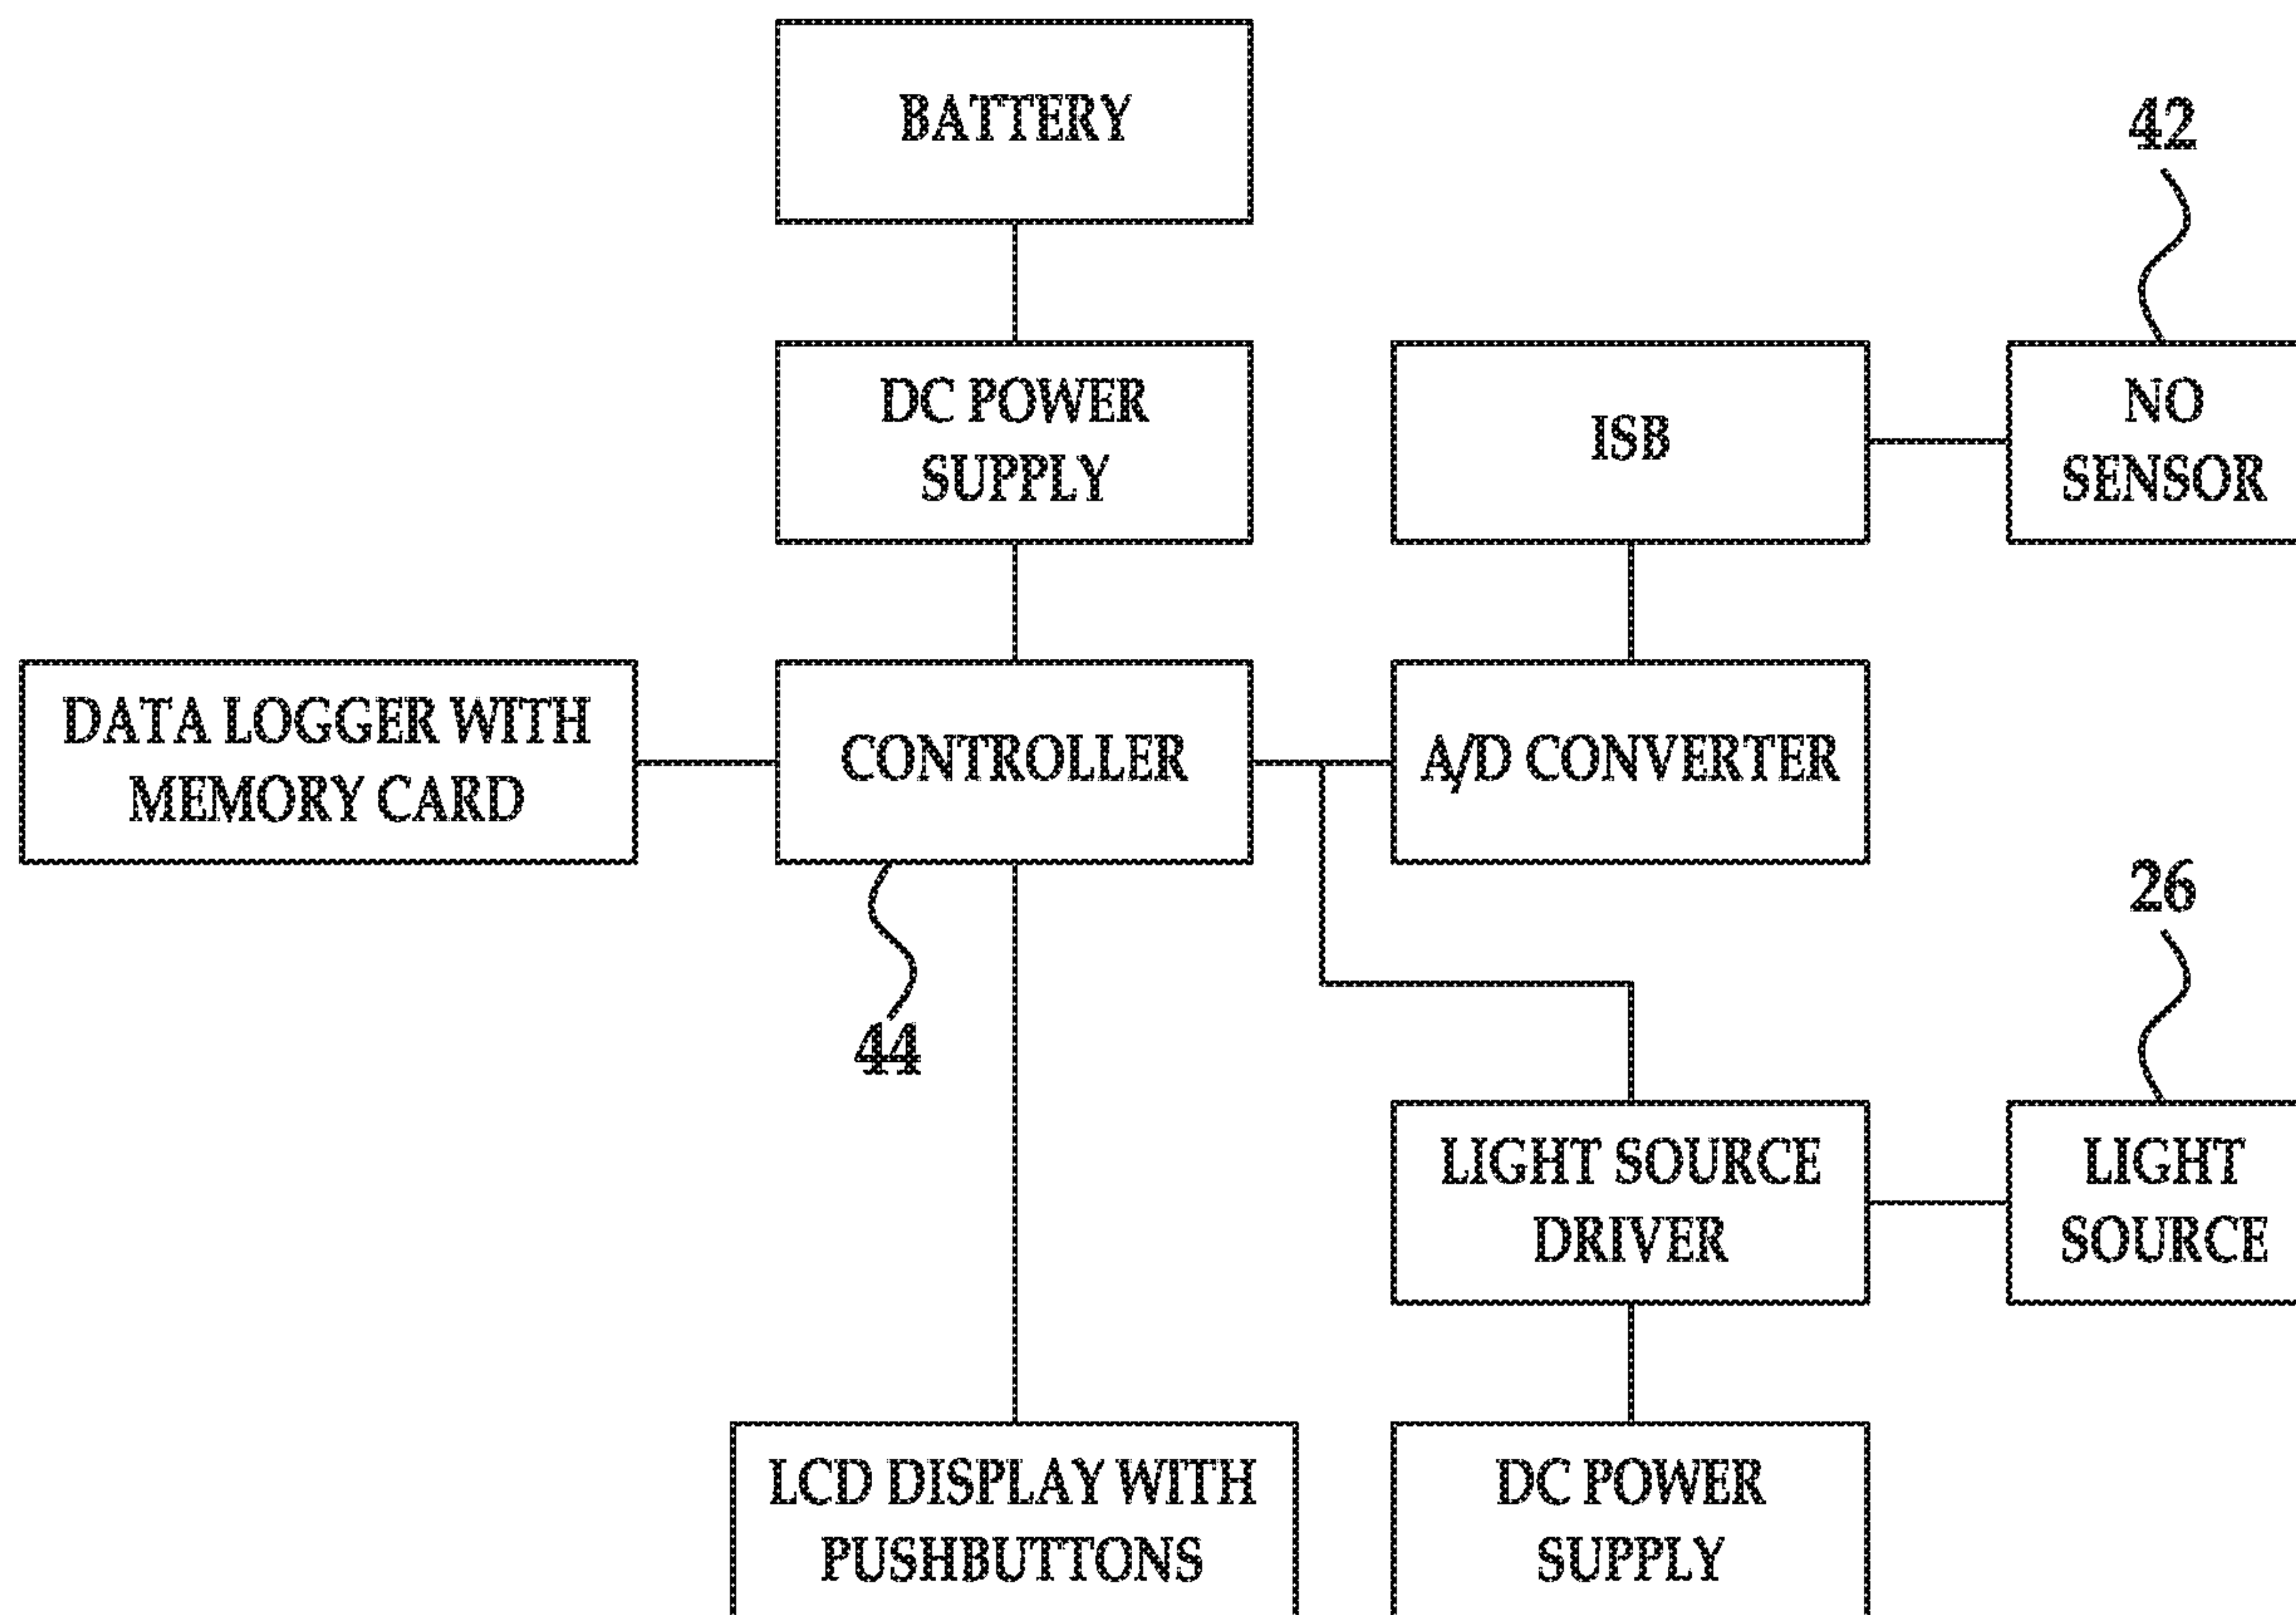 BATTERY
42
DC POWER
SUPPLY
ISB
NO
SENSOR
DATA LOGGER WITH
MEMORY CARD
CONTROLLER
A/D CONVERTER
26
44
LIGHT SOURCE
DRIVER
LIGHT
SOURCE
LCD DISPLAY WITH
PUSHBUTTONS
DC POWER
SUPPLY